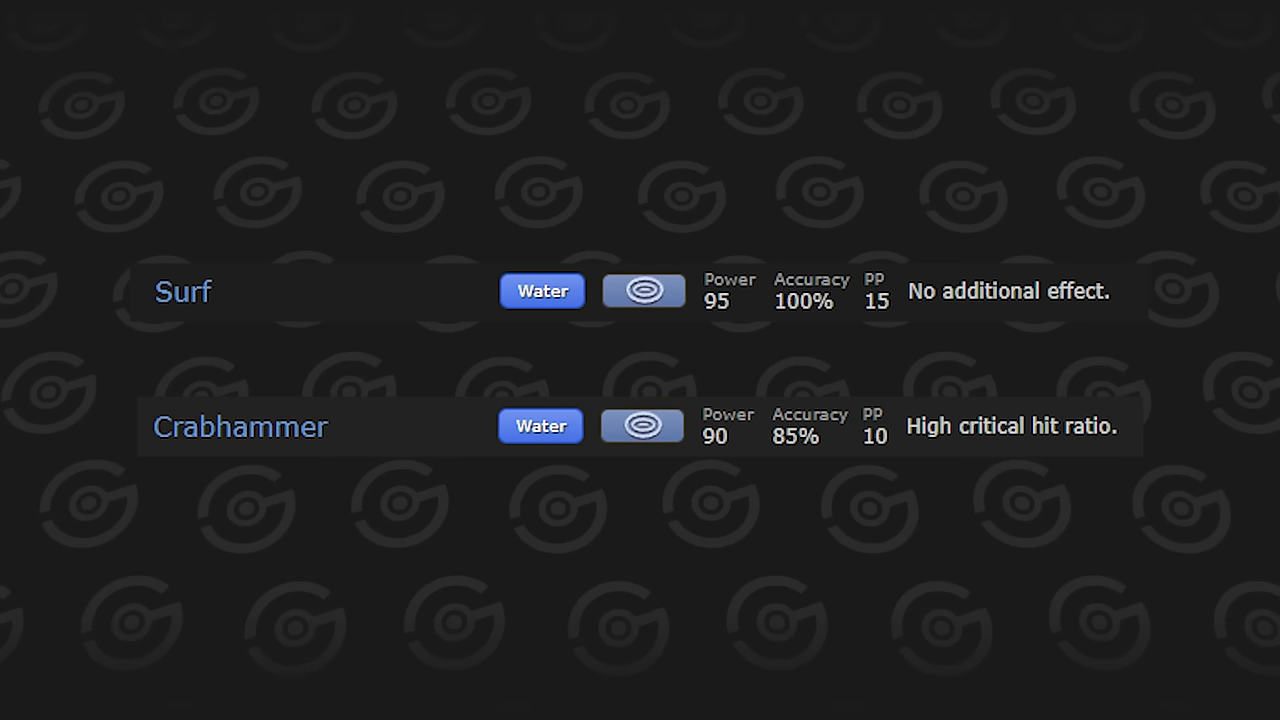 Surf Water Power 95 Accuracy 100% PP 15 No additional effect.
Crabhammer Water Power 90 Accuracy 85% PP 10 High critical hit ratio.